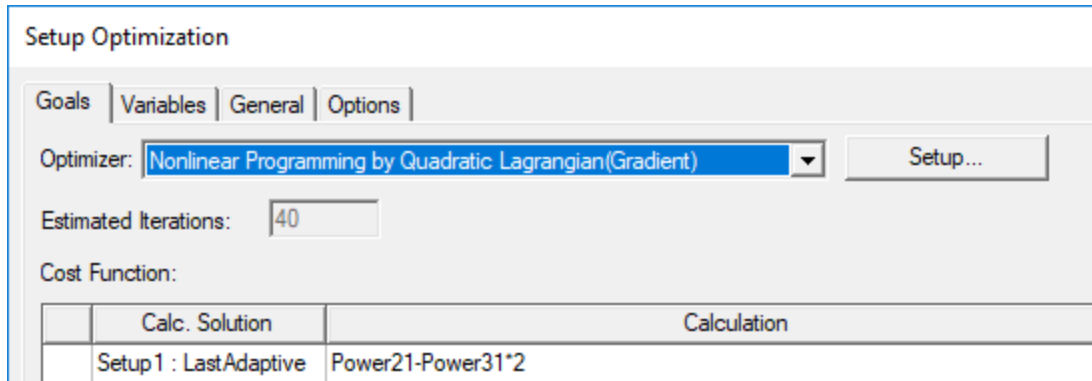 Setup Optimization
Goals Variables General Options
Optimizer: Nonlinear Programming by Quadratic Lagrangian(Gradient) Setup...
Estimated Iterations: 40
Cost Function:
Calc. Solution Calculation
Setup1 : LastAdaptive Power21-Power31*2